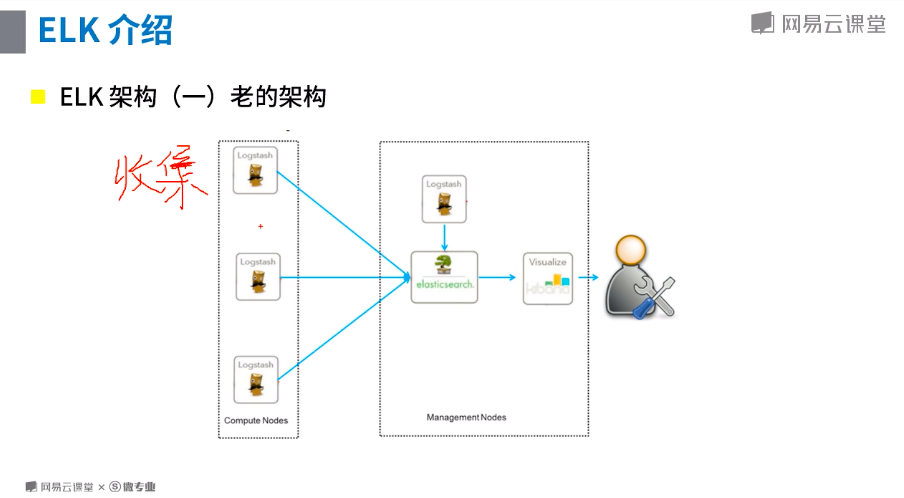 ELK 介绍
网易云课堂
ELK 架构（一）老的架构
收集
Logstash
Logstash
Logstash
Compute Nodes
Logstash
elasticsearch.
Visualize
kibana
Management Nodes
网易云课堂 × 微专业